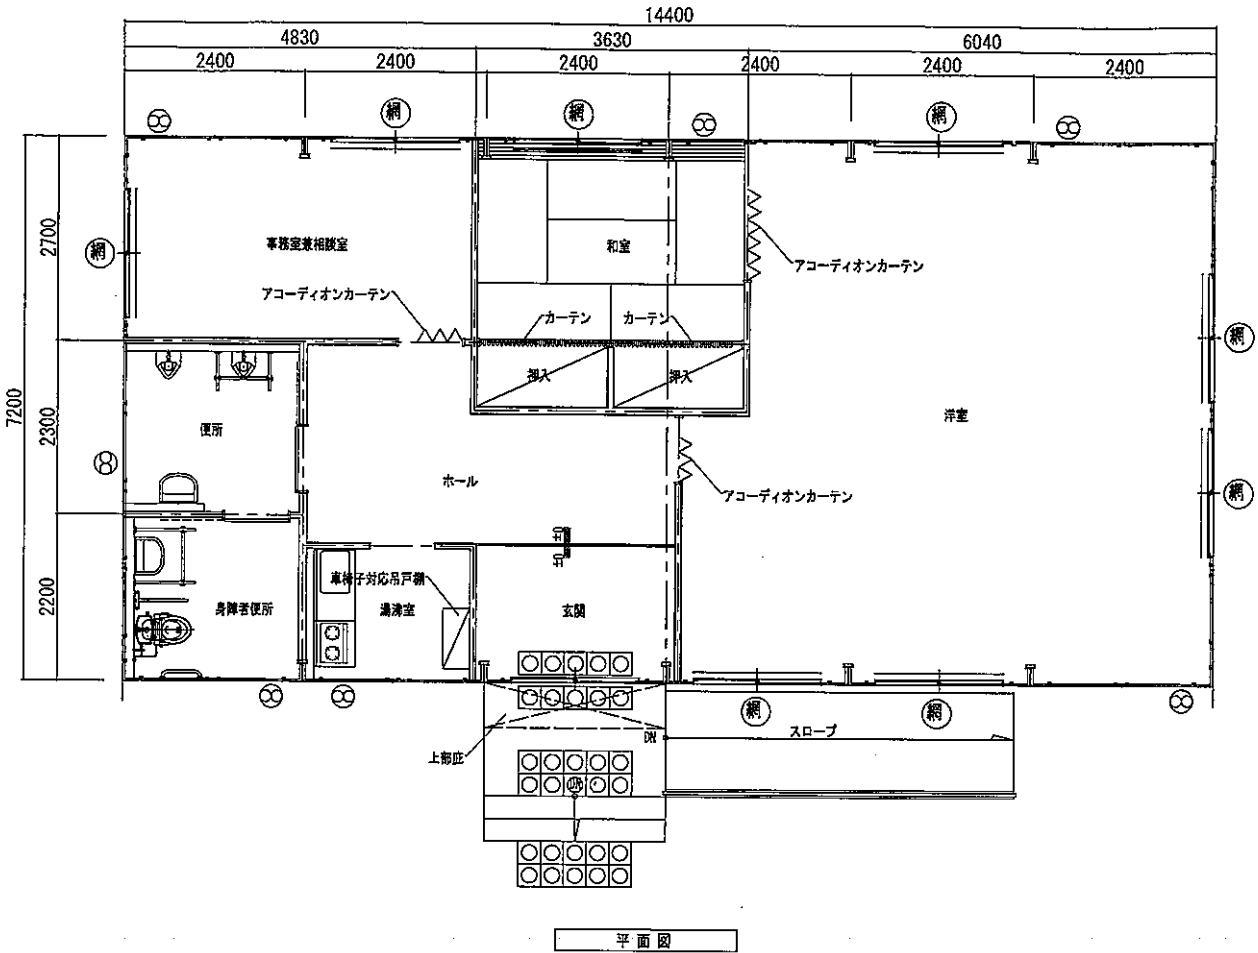 14400
4830
3630
6040
2400
2400
2400
2400
2400
2400
網
網
網
2700
事務室兼相談室
和室
網
アコーディオンカーテン
アコーディオンカーテン
カーテン
カーテン
網
押入
押入
7200
2300
便所
洋室
ホール
アコーディオンカーテン
網
2200
身障者便所
車椅子対応吊戸棚
湯沸室
玄関
網
網
上部庇
DN
スロープ
平面図